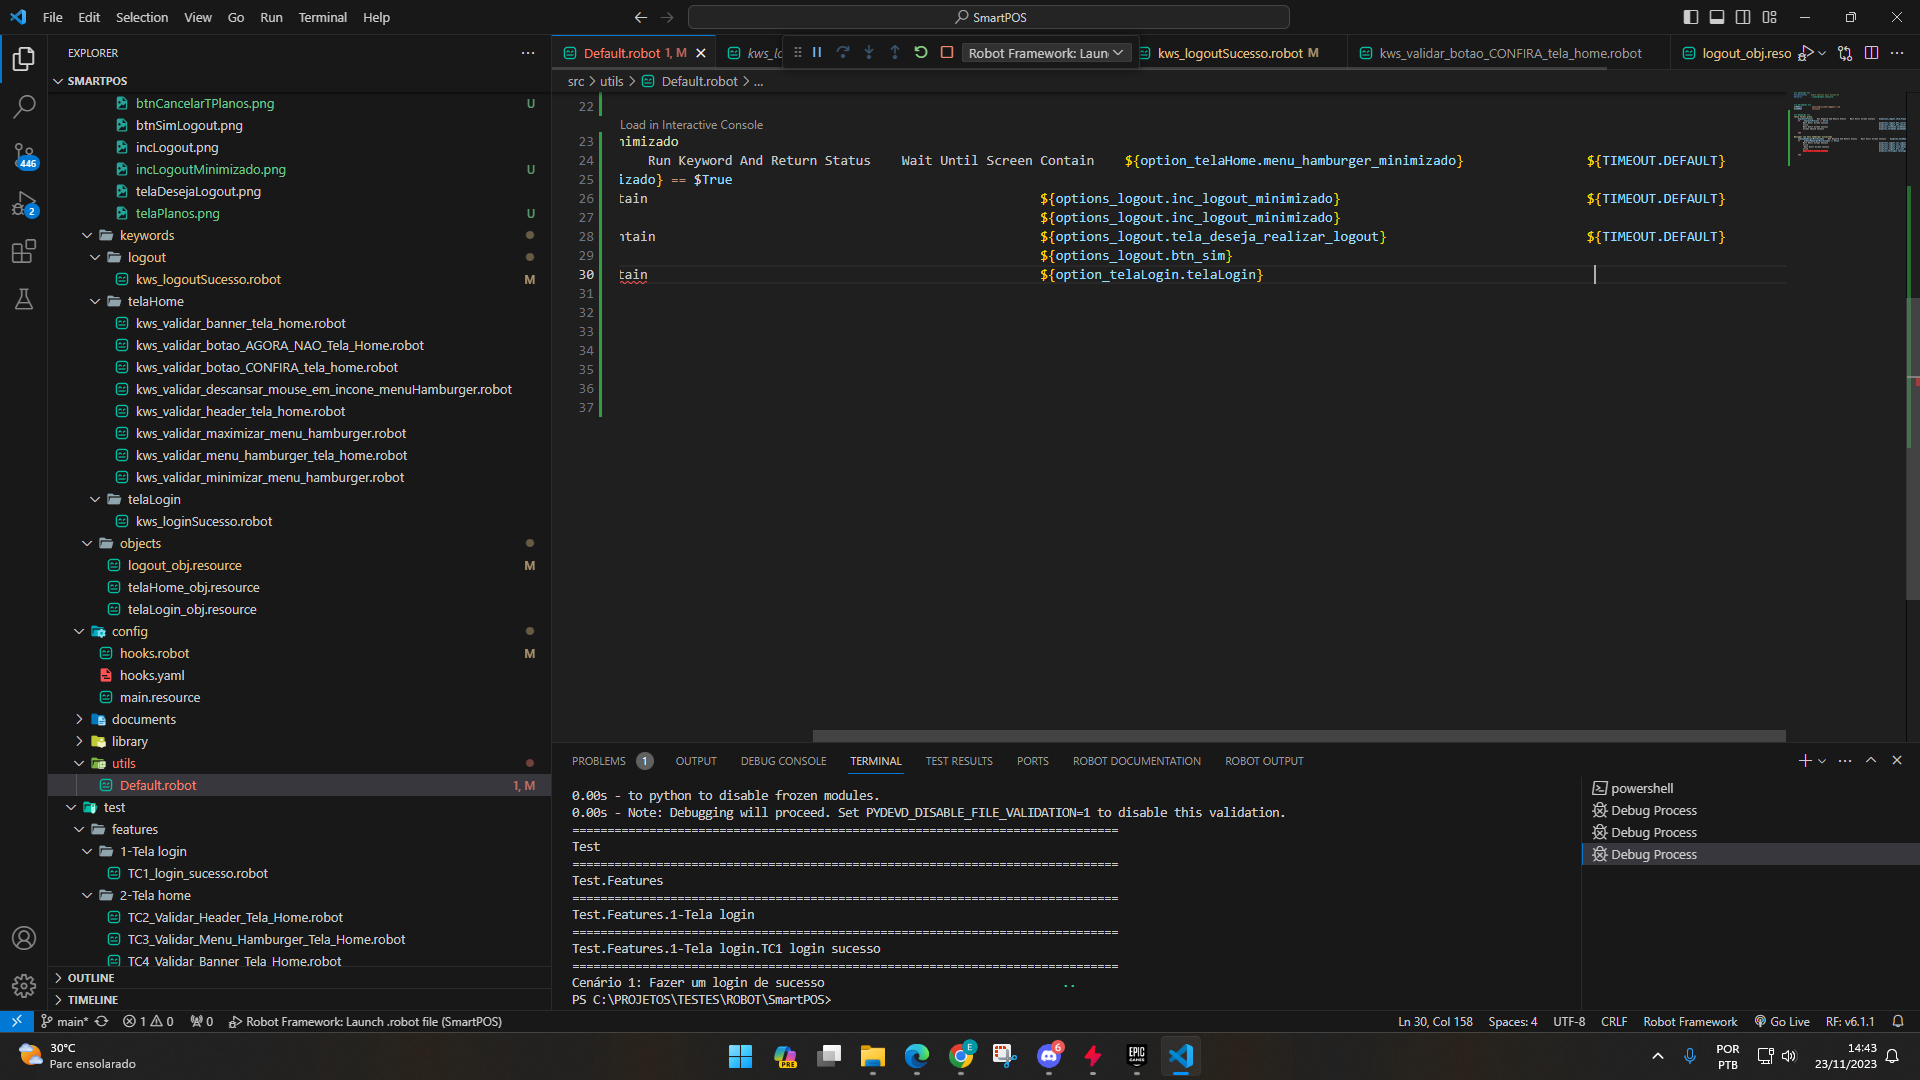 File Edit Selection View Go Run Terminal Help
SmartPOS
EXPLORER
SMARTPOS
btnCancelarTPlanos.png U
btnSimLogout.png
incLogout.png
incLogoutMinimizado.png U
telaDesejaLogout.png
telaPlanos.png U
keywords
logout
kws_logoutSucesso.robot M
telaHome
kws_validar_banner_tela_home.robot
kws_validar_botao_AGORA_NAO_Tela_Home.robot
kws_validar_botao_CONFIRA_tela_home.robot
kws_validar_descansar_mouse_em_incone_menuHamburger.robot
kws_validar_header_tela_home.robot
kws_validar_maximizar_menu_hamburger.robot
kws_validar_menu_hamburger_tela_home.robot
kws_validar_minimizar_menu_hamburger.robot
telaLogin
kws_loginSucesso.robot
objects
logout_obj.resource M
telaHome_obj.resource
telaLogin_obj.resource
config
hooks.robot M
hooks.yaml
main.resource
documents
library
utils
Default.robot 1, M
test
features
1-Tela login
TC1_login_sucesso.robot
2-Tela home
TC2_Validar_Header_Tela_Home.robot
TC3_Validar_Menu_Hamburger_Tela_Home.robot
TC4_Validar_Banner_Tela_Home.robot
OUTLINE
TIMELINE
446
2
Default.robot 1, M
kws_lo
Robot Framework: Laun
kws_logoutSucesso.robot M
kws_validar_botao_CONFIRA_tela_home.robot
logout_obj.reso
src > utils > Default.robot > ...
22
Load in Interactive Console
23 nimizado
24 Run Keyword And Return Status Wait Until Screen Contain ${option_telaHome.menu_hamburger_minimizado} ${TIMEOUT.DEFAULT}
25 izado} == $True
26 tain ${options_logout.inc_logout_minimizado} ${TIMEOUT.DEFAULT}
27 ${options_logout.inc_logout_minimizado}
28 ntain ${options_logout.tela_deseja_realizar_logout} ${TIMEOUT.DEFAULT}
29 ${options_logout.btn_sim}
30 tain ${option_telaLogin.telaLogin}
31
32
33
34
35
36
37
PROBLEMS 1 OUTPUT DEBUG CONSOLE TERMINAL TEST RESULTS PORTS ROBOT DOCUMENTATION ROBOT OUTPUT
0.00s - to python to disable frozen modules.
0.00s - Note: Debugging will proceed. Set PYDEVD_DISABLE_FILE_VALIDATION=1 to disable this validation.
==============================================================================
Test
==============================================================================
Test.Features
==============================================================================
Test.Features.1-Tela login
==============================================================================
Test.Features.1-Tela login.TC1 login sucesso
==============================================================================
Cenário 1: Fazer um login de sucesso ..
PS C:\PROJETOS\TESTES\ROBOT\SmartPOS>
powershell
Debug Process
Debug Process
Debug Process
main* 1 0 0 Robot Framework: Launch .robot file (SmartPOS)
Ln 30, Col 158 Spaces: 4 UTF-8 CRLF Robot Framework Go Live RF: v6.1.1
30°C
Parc ensolarado
PRE
E
6
EPIC
GAMES
POR
PTB
14:43
23/11/2023